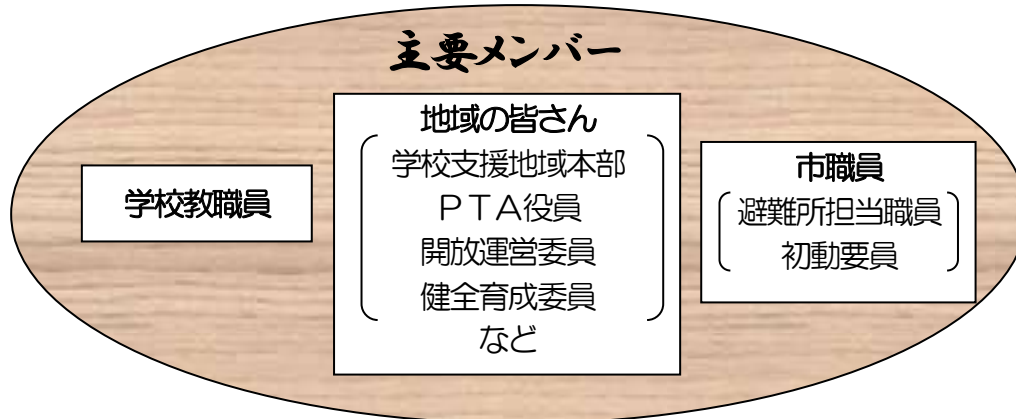 主要メンバー
学校教職員
地域の皆さん
学校支援地域本部
ＰＴＡ役員
開放運営委員
健全育成委員
など
市職員
避難所担当職員
初動要員